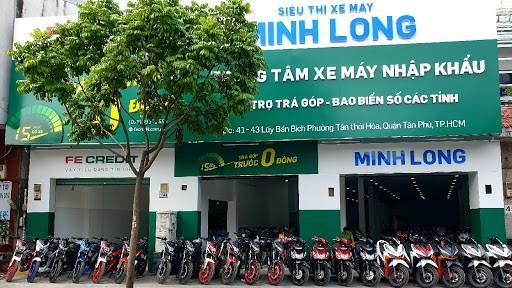 SIÊU THỊ XE MÁY
MINH LONG
TÂM XE MÁY NHẬP KHẨU
TRỢ TRẢ GÓP - BAO BIỂN SỐ CÁC TỈNH
41 - 43 Lũy Bán Bích Phường Tân thới Hòa, Quận Tân Phú, TP.HCM
FE CREDIT
TRẢ GÓP
TRƯỚC 0 ĐỒNG
MINH LONG